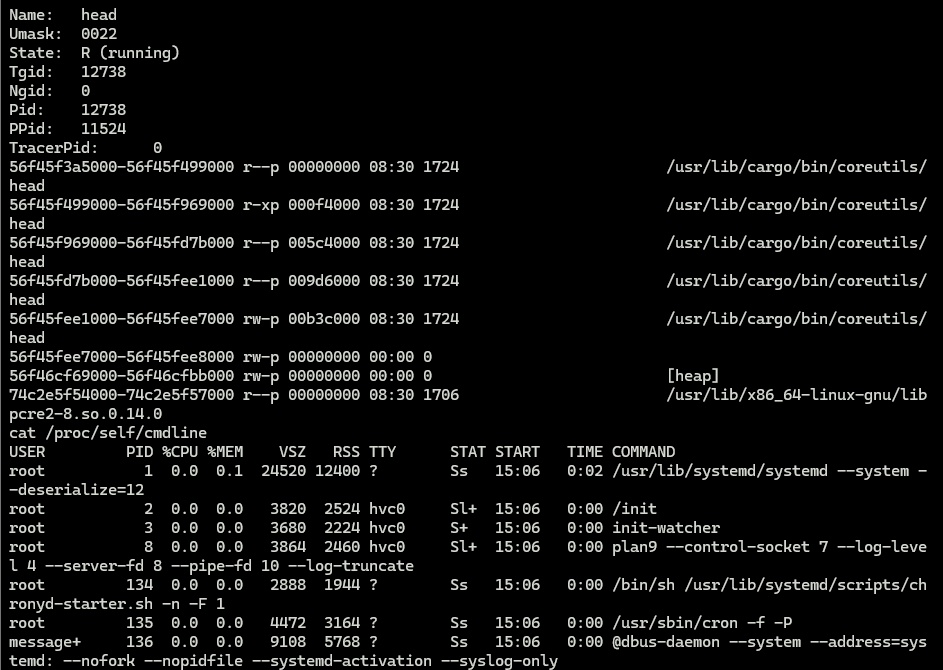 Name:   head
Umask:  0022
State:  R (running)
Tgid:   12738
Ngid:   0
Pid:    12738
PPid:   11524
TracerPid:      0
56f45f3a5000-56f45f499000 r--p 00000000 08:30 1724                       /usr/lib/cargo/bin/coreutils/
head
56f45f499000-56f45f969000 r-xp 000f4000 08:30 1724                       /usr/lib/cargo/bin/coreutils/
head
56f45f969000-56f45fd7b000 r--p 005c4000 08:30 1724                       /usr/lib/cargo/bin/coreutils/
head
56f45fd7b000-56f45fee1000 r--p 009d6000 08:30 1724                       /usr/lib/cargo/bin/coreutils/
head
56f45fee1000-56f45fee7000 rw-p 00b3c000 08:30 1724                       /usr/lib/cargo/bin/coreutils/
head
56f45fee7000-56f45fee8000 rw-p 00000000 00:00 0
56f46cf69000-56f46cfbb000 rw-p 00000000 00:00 0                          [heap]
74c2e5f54000-74c2e5f57000 r--p 00000000 08:30 1706                       /usr/lib/x86_64-linux-gnu/lib
pcre2-8.so.0.14.0
cat /proc/self/cmdline
USER         PID %CPU %MEM    VSZ   RSS TTY      STAT START   TIME COMMAND
root           1  0.0  0.1  24520 12400 ?        Ss   15:06   0:02 /usr/lib/systemd/systemd --system -
-deserialize=12
root           2  0.0  0.0   3820  2524 hvc0     Sl+  15:06   0:00 /init
root           3  0.0  0.0   3680  2224 hvc0     S+   15:06   0:00 init-watcher
root           8  0.0  0.0   3864  2460 hvc0     Sl+  15:06   0:00 plan9 --control-socket 7 --log-leve
l 4 --server-fd 8 --pipe-fd 10 --log-truncate
root         134  0.0  0.0   2888  1944 ?        Ss   15:06   0:00 /bin/sh /usr/lib/systemd/scripts/ch
ronyd-starter.sh -n -F 1
root         135  0.0  0.0   4472  3164 ?        Ss   15:06   0:00 /usr/sbin/cron -f -P
message+     136  0.0  0.0   9108  5768 ?        Ss   15:06   0:00 @dbus-daemon --system --address=sys
temd: --nofork --nopidfile --systemd-activation --syslog-only